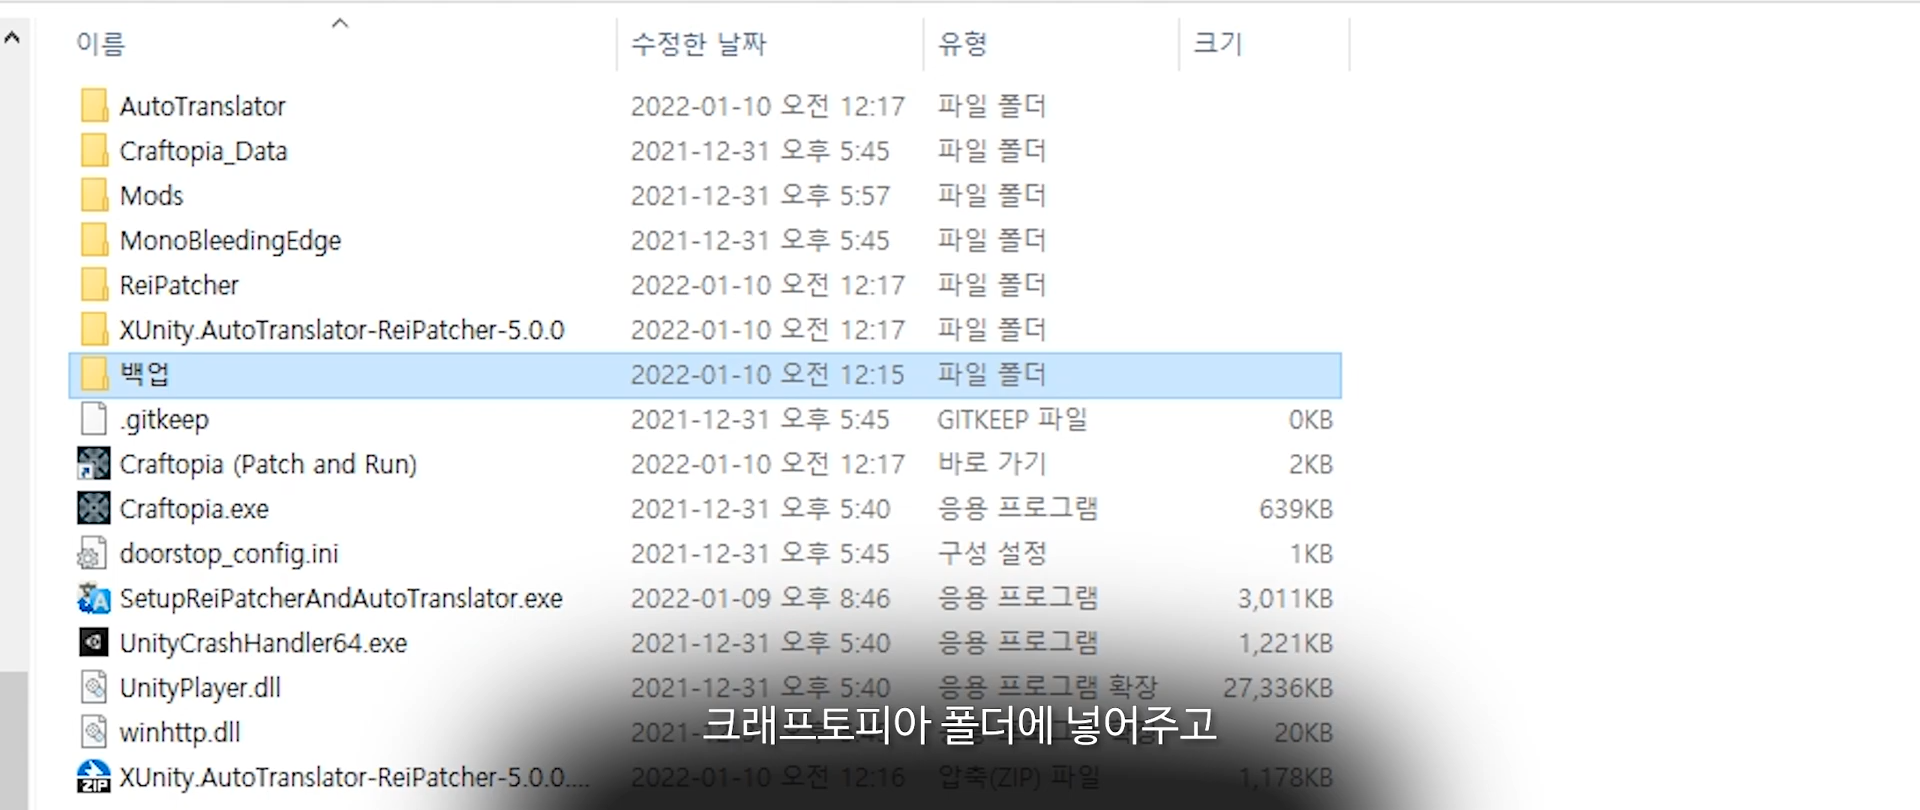 이름 수정한 날짜 유형 크기
AutoTranslator 2022-01-10 오전 12:17 파일 폴더
Craftopia_Data 2021-12-31 오후 5:45 파일 폴더
Mods 2021-12-31 오후 5:57 파일 폴더
MonoBleedingEdge 2021-12-31 오후 5:45 파일 폴더
ReiPatcher 2022-01-10 오전 12:17 파일 폴더
XUnity.AutoTranslator-ReiPatcher-5.0.0 2022-01-10 오전 12:17 파일 폴더
백업 2022-01-10 오전 12:15 파일 폴더
.gitkeep 2021-12-31 오후 5:45 GITKEEP 파일 0KB
Craftopia (Patch and Run) 2022-01-10 오전 12:17 바로 가기 2KB
Craftopia.exe 2021-12-31 오후 5:40 응용 프로그램 639KB
doorstop_config.ini 2021-12-31 오후 5:45 구성 설정 1KB
SetupReiPatcherAndAutoTranslator.exe 2022-01-09 오후 8:46 응용 프로그램 3,011KB
UnityCrashHandler64.exe 2021-12-31 오후 5:40 응용 프로그램 1,221KB
UnityPlayer.dll 2021-12-31 오후 5:40 응용 프로그램 확장 27,336KB
winhttp.dll 20KB
크래프토피아 폴더에 넣어주고
XUnity.AutoTranslator-ReiPatcher-5.0.0.... 2022-01-10 오전 12:16 압축(ZIP) 파일 1,178KB
ZIP